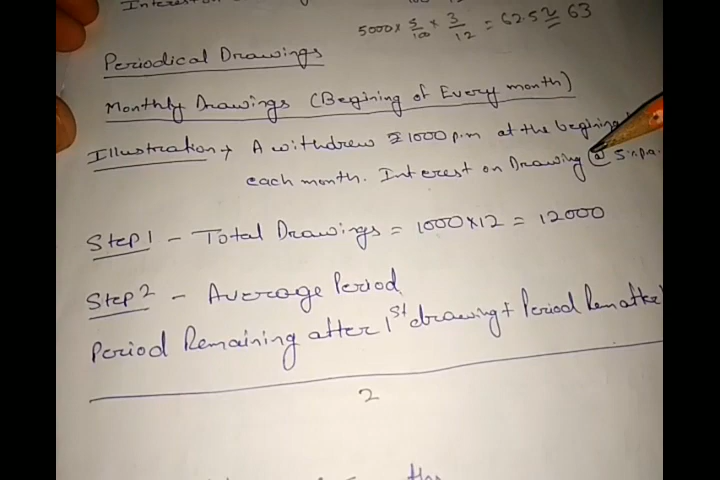 Interest on
5000 × 5/100 × 3/12 = 62.5 ≅ 63
Periodical Drawings
Monthly Drawings (Begining of Every month)
Illustration → A withdrew ₹1000 p.m at the begining
each month. Interest on Drawing @ 5% p.a.
Step 1 - Total Drawings = 1000×12 = 12000
Step 2 - Average Period
Period Remaining after 1st drawing + Period Rem after
2